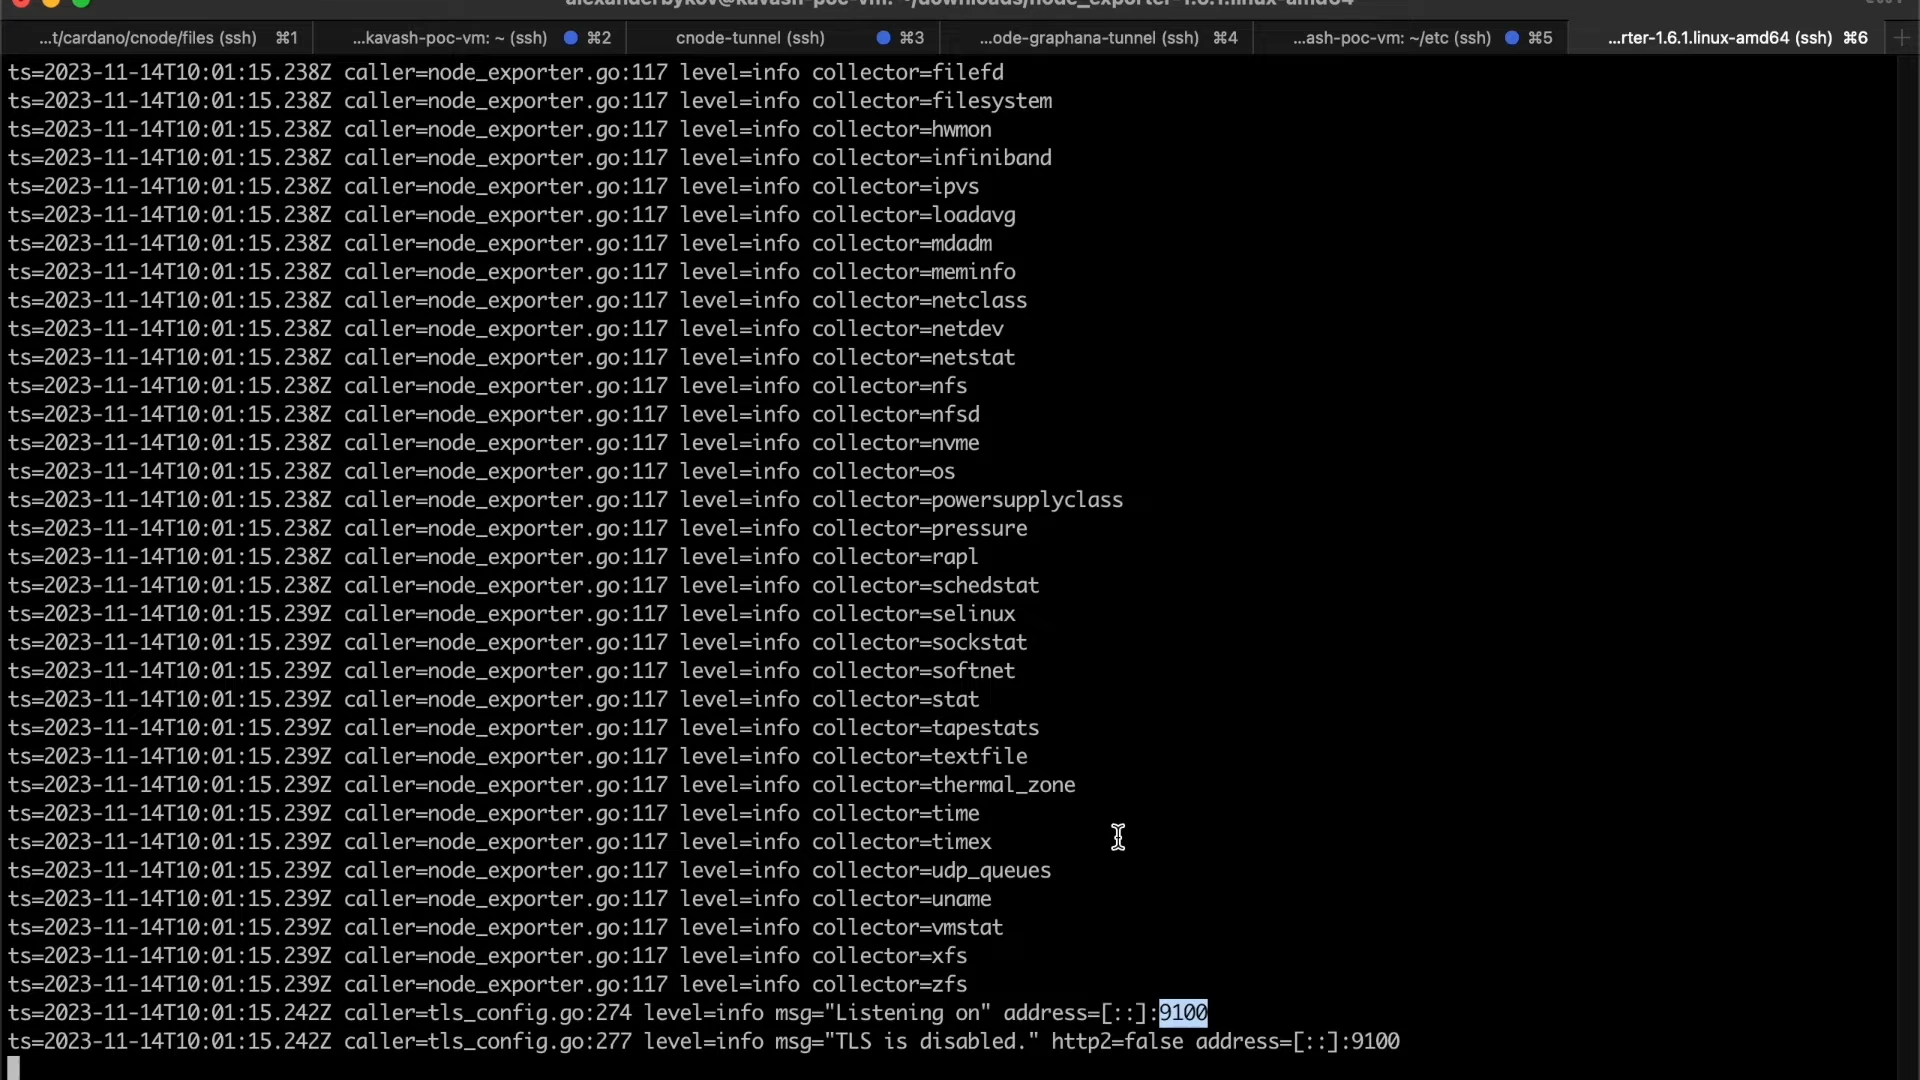 alexanderbykov@kavash-poc-vm: ~/downloads/node_exporter-1.6.1.linux-amd64
...t/cardano/cnode/files (ssh) ⌘1 ...kavash-poc-vm: ~ (ssh) ⌘2 cnode-tunnel (ssh) ⌘3 ...ode-graphana-tunnel (ssh) ⌘4 ...ash-poc-vm: ~/etc (ssh) ⌘5 ...rter-1.6.1.linux-amd64 (ssh) ⌘6 +
ts=2023-11-14T10:01:15.238Z caller=node_exporter.go:117 level=info collector=filefd
ts=2023-11-14T10:01:15.238Z caller=node_exporter.go:117 level=info collector=filesystem
ts=2023-11-14T10:01:15.238Z caller=node_exporter.go:117 level=info collector=hwmon
ts=2023-11-14T10:01:15.238Z caller=node_exporter.go:117 level=info collector=infiniband
ts=2023-11-14T10:01:15.238Z caller=node_exporter.go:117 level=info collector=ipvs
ts=2023-11-14T10:01:15.238Z caller=node_exporter.go:117 level=info collector=loadavg
ts=2023-11-14T10:01:15.238Z caller=node_exporter.go:117 level=info collector=mdadm
ts=2023-11-14T10:01:15.238Z caller=node_exporter.go:117 level=info collector=meminfo
ts=2023-11-14T10:01:15.238Z caller=node_exporter.go:117 level=info collector=netclass
ts=2023-11-14T10:01:15.238Z caller=node_exporter.go:117 level=info collector=netdev
ts=2023-11-14T10:01:15.238Z caller=node_exporter.go:117 level=info collector=netstat
ts=2023-11-14T10:01:15.238Z caller=node_exporter.go:117 level=info collector=nfs
ts=2023-11-14T10:01:15.238Z caller=node_exporter.go:117 level=info collector=nfsd
ts=2023-11-14T10:01:15.238Z caller=node_exporter.go:117 level=info collector=nvme
ts=2023-11-14T10:01:15.238Z caller=node_exporter.go:117 level=info collector=os
ts=2023-11-14T10:01:15.238Z caller=node_exporter.go:117 level=info collector=powersupplyclass
ts=2023-11-14T10:01:15.238Z caller=node_exporter.go:117 level=info collector=pressure
ts=2023-11-14T10:01:15.238Z caller=node_exporter.go:117 level=info collector=rapl
ts=2023-11-14T10:01:15.238Z caller=node_exporter.go:117 level=info collector=schedstat
ts=2023-11-14T10:01:15.239Z caller=node_exporter.go:117 level=info collector=selinux
ts=2023-11-14T10:01:15.239Z caller=node_exporter.go:117 level=info collector=sockstat
ts=2023-11-14T10:01:15.239Z caller=node_exporter.go:117 level=info collector=softnet
ts=2023-11-14T10:01:15.239Z caller=node_exporter.go:117 level=info collector=stat
ts=2023-11-14T10:01:15.239Z caller=node_exporter.go:117 level=info collector=tapestats
ts=2023-11-14T10:01:15.239Z caller=node_exporter.go:117 level=info collector=textfile
ts=2023-11-14T10:01:15.239Z caller=node_exporter.go:117 level=info collector=thermal_zone
ts=2023-11-14T10:01:15.239Z caller=node_exporter.go:117 level=info collector=time
ts=2023-11-14T10:01:15.239Z caller=node_exporter.go:117 level=info collector=timex
ts=2023-11-14T10:01:15.239Z caller=node_exporter.go:117 level=info collector=udp_queues
ts=2023-11-14T10:01:15.239Z caller=node_exporter.go:117 level=info collector=uname
ts=2023-11-14T10:01:15.239Z caller=node_exporter.go:117 level=info collector=vmstat
ts=2023-11-14T10:01:15.239Z caller=node_exporter.go:117 level=info collector=xfs
ts=2023-11-14T10:01:15.239Z caller=node_exporter.go:117 level=info collector=zfs
ts=2023-11-14T10:01:15.242Z caller=tls_config.go:274 level=info msg="Listening on" address=[::]:9100
ts=2023-11-14T10:01:15.242Z caller=tls_config.go:277 level=info msg="TLS is disabled." http2=false address=[::]:9100